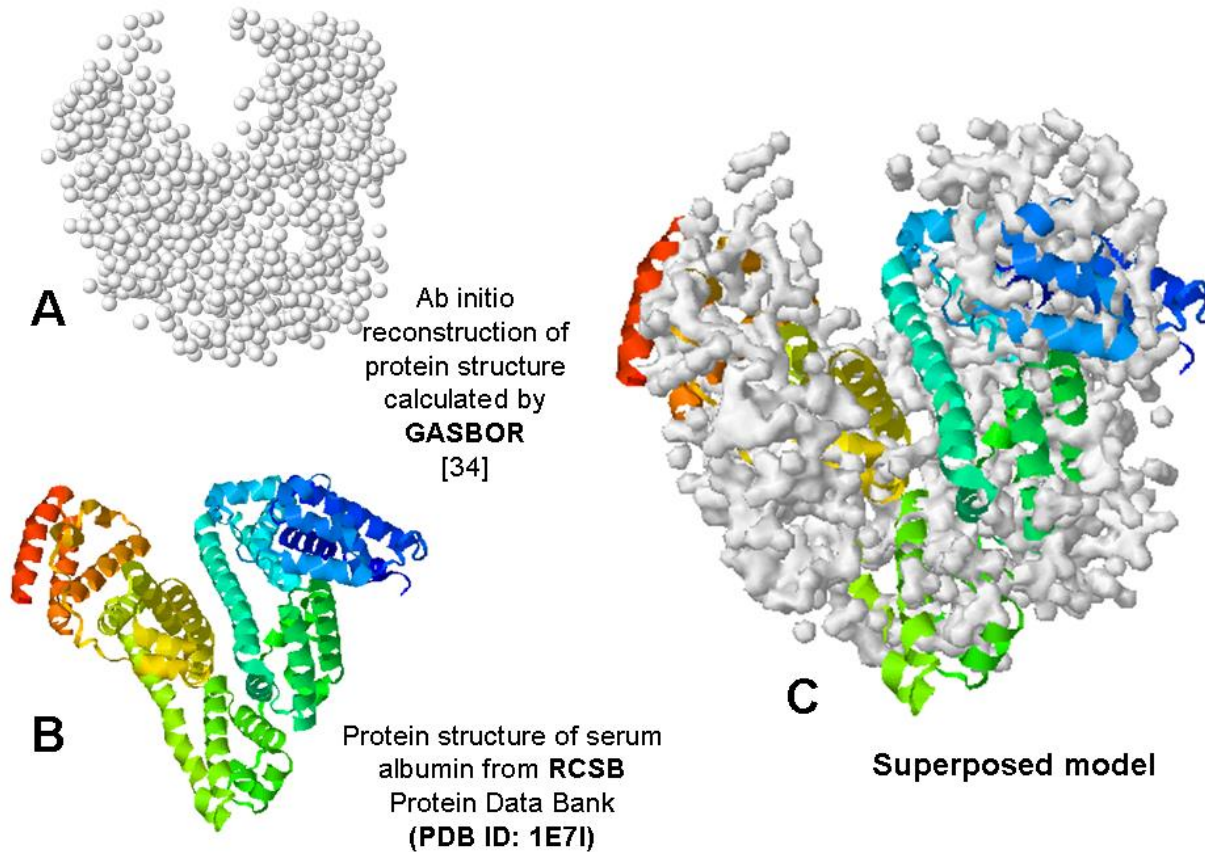 A
Ab initio
reconstruction of
protein structure
calculated by
GASBOR
[34]
B
Protein structure of serum
albumin from RCSB
Protein Data Bank
(PDB ID: 1E7I)
C
Superposed model